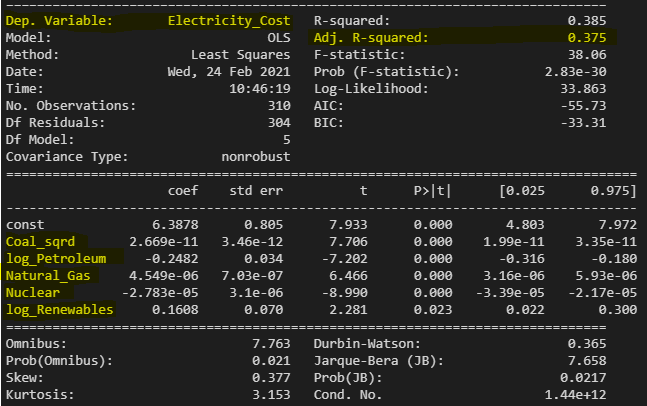 Dep. Variable: Electricity_Cost R-squared: 0.385
Model: OLS Adj. R-squared: 0.375
Method: Least Squares F-statistic: 38.06
Date: Wed, 24 Feb 2021 Prob (F-statistic): 2.83e-30
Time: 10:46:19 Log-Likelihood: 33.863
No. Observations: 310 AIC: -55.73
Df Residuals: 304 BIC: -33.31
Df Model: 5
Covariance Type: nonrobust
==============================================================================
coef std err t P>|t| [0.025 0.975]
------------------------------------------------------------------------------
const 6.3878 0.805 7.933 0.000 4.803 7.972
Coal_sqrd 2.669e-11 3.46e-12 7.706 0.000 1.99e-11 3.35e-11
log_Petroleum -0.2482 0.034 -7.202 0.000 -0.316 -0.180
Natural_Gas 4.549e-06 7.03e-07 6.466 0.000 3.16e-06 5.93e-06
Nuclear -2.783e-05 3.1e-06 -8.990 0.000 -3.39e-05 -2.17e-05
log_Renewables 0.1608 0.070 2.281 0.023 0.022 0.300
==============================================================================
Omnibus: 7.763 Durbin-Watson: 0.365
Prob(Omnibus): 0.021 Jarque-Bera (JB): 7.658
Skew: 0.377 Prob(JB): 0.0217
Kurtosis: 3.153 Cond. No. 1.44e+12